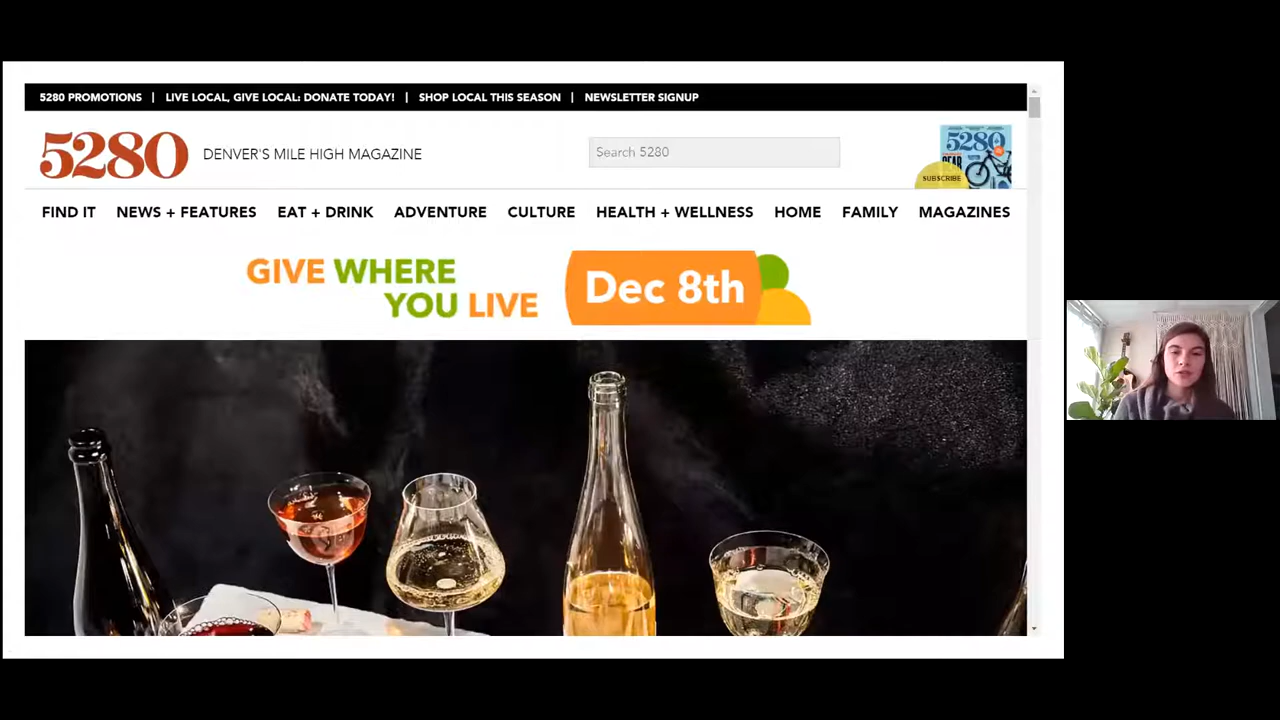 5280 PROMOTIONS | LIVE LOCAL, GIVE LOCAL: DONATE TODAY! | SHOP LOCAL THIS SEASON | NEWSLETTER SIGNUP
5280 DENVER'S MILE HIGH MAGAZINE
Search 5280
5280
SUBSCRIBE
FIND IT NEWS + FEATURES EAT + DRINK ADVENTURE CULTURE HEALTH + WELLNESS HOME FAMILY MAGAZINES
GIVE WHERE
YOU LIVE
Dec 8th